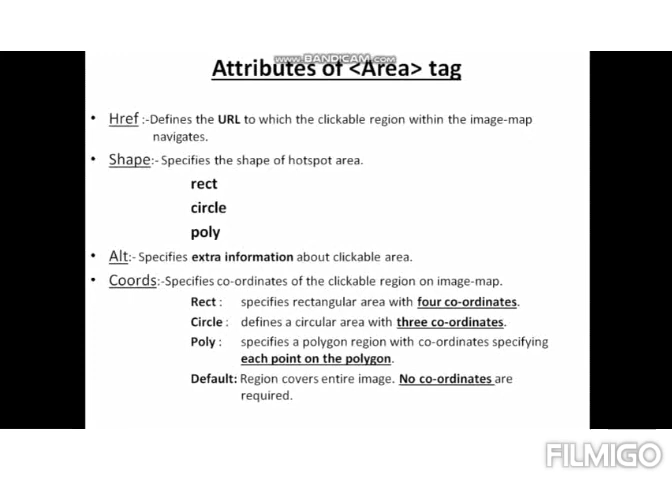 www.BANDICAM.com
Attributes of <Area> tag
• Href :-Defines the URL to which the clickable region within the image-map
navigates.
• Shape:- Specifies the shape of hotspot area.
rect
circle
poly
• Alt:- Specifies extra information about clickable area.
• Coords:-Specifies co-ordinates of the clickable region on image-map.
Rect : specifies rectangular area with four co-ordinates.
Circle : defines a circular area with three co-ordinates.
Poly : specifies a polygon region with co-ordinates specifying
each point on the polygon.
Default: Region covers entire image. No co-ordinates are
required.
FILMIGO